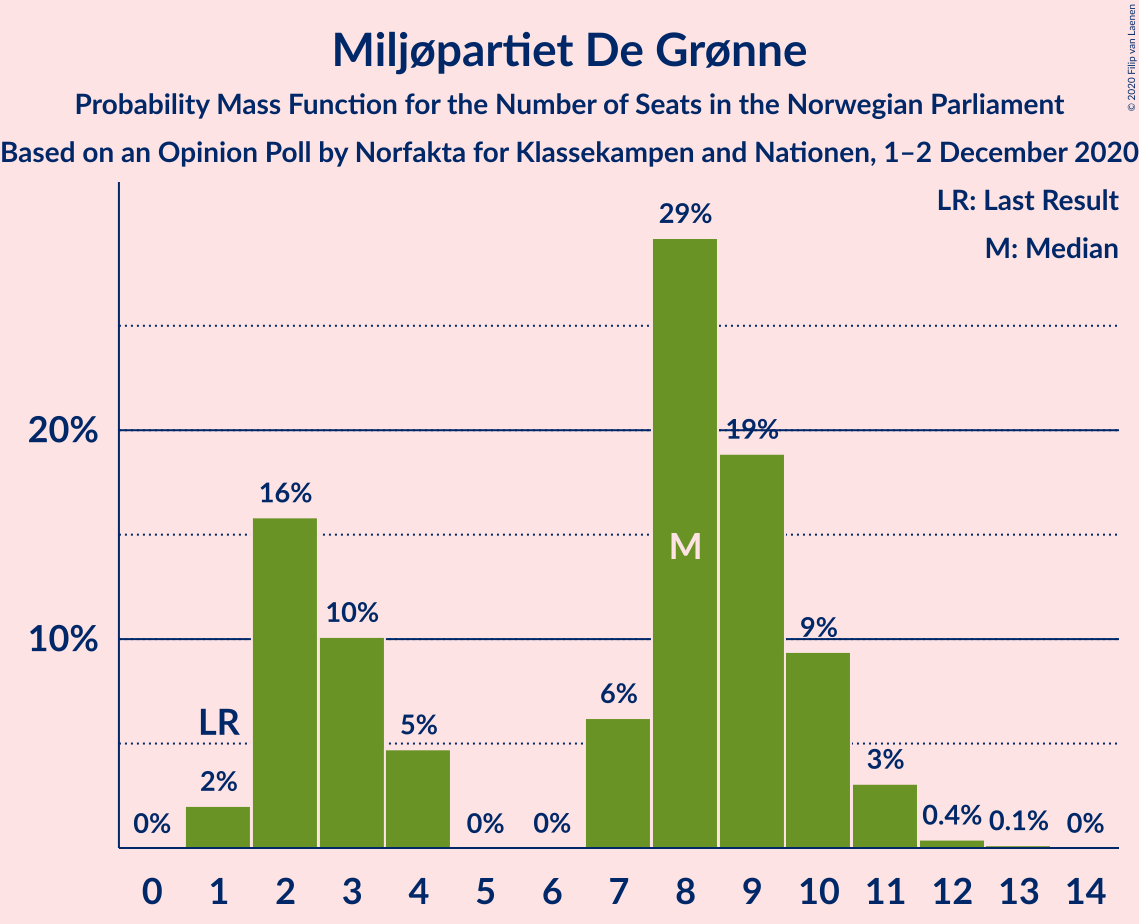 Miljøpartiet De Grønne
Probability Mass Function for the Number of Seats in the Norwegian Parliament
Based on an Opinion Poll by Norfakta for Klassekampen and Nationen, 1–2 December 2020
© 2020 Filip van Laenen
LR: Last Result
M: Median
20%
10%
0%
LR
2%
16%
10%
5%
0%
0%
6%
29%
M
19%
9%
3%
0.4%
0.1%
0%
0 1 2 3 4 5 6 7 8 9 10 11 12 13 14